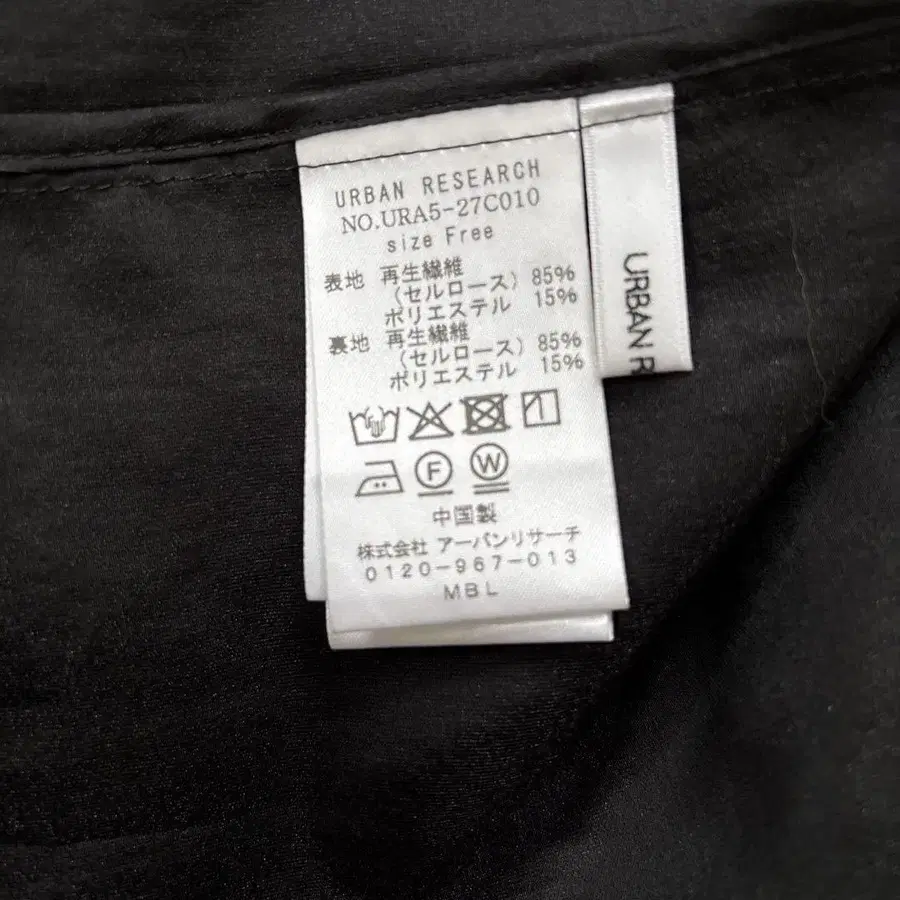 URBAN RESEARCH
NO.URA5-27C010
size Free
表地 再生繊維
(セルロース) 85%
ポリエステル 15%
裏地 再生繊維
(セルロース) 85%
ポリエステル 15%
F W
中国製
株式会社 アーバンリサーチ
0120-967-013
MBL
URBAN R